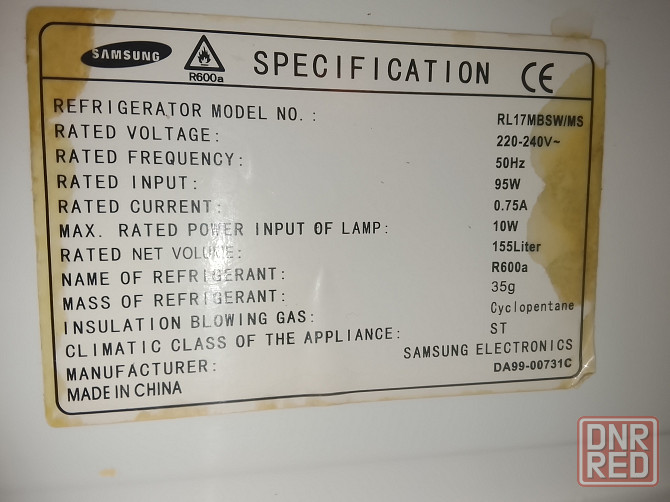 SAMSUNG R600a SPECIFICATION CE
REFRIGERATOR MODEL NO. : RL17MBSW/MS
RATED VOLTAGE: 220-240V~
RATED FREQUENCY: 50Hz
RATED INPUT: 95W
RATED CURRENT: 0.75A
MAX. RATED POWER INPUT OF LAMP: 10W
RATED NET VOLUME: 155Liter
NAME OF REFRIGERANT: R600a
MASS OF REFRIGERANT: 35g
INSULATION BLOWING GAS: Cyclopentane
CLIMATIC CLASS OF THE APPLIANCE: ST
MANUFACTURER: SAMSUNG ELECTRONICS
MADE IN CHINA DA99-00731C
DNR
RED